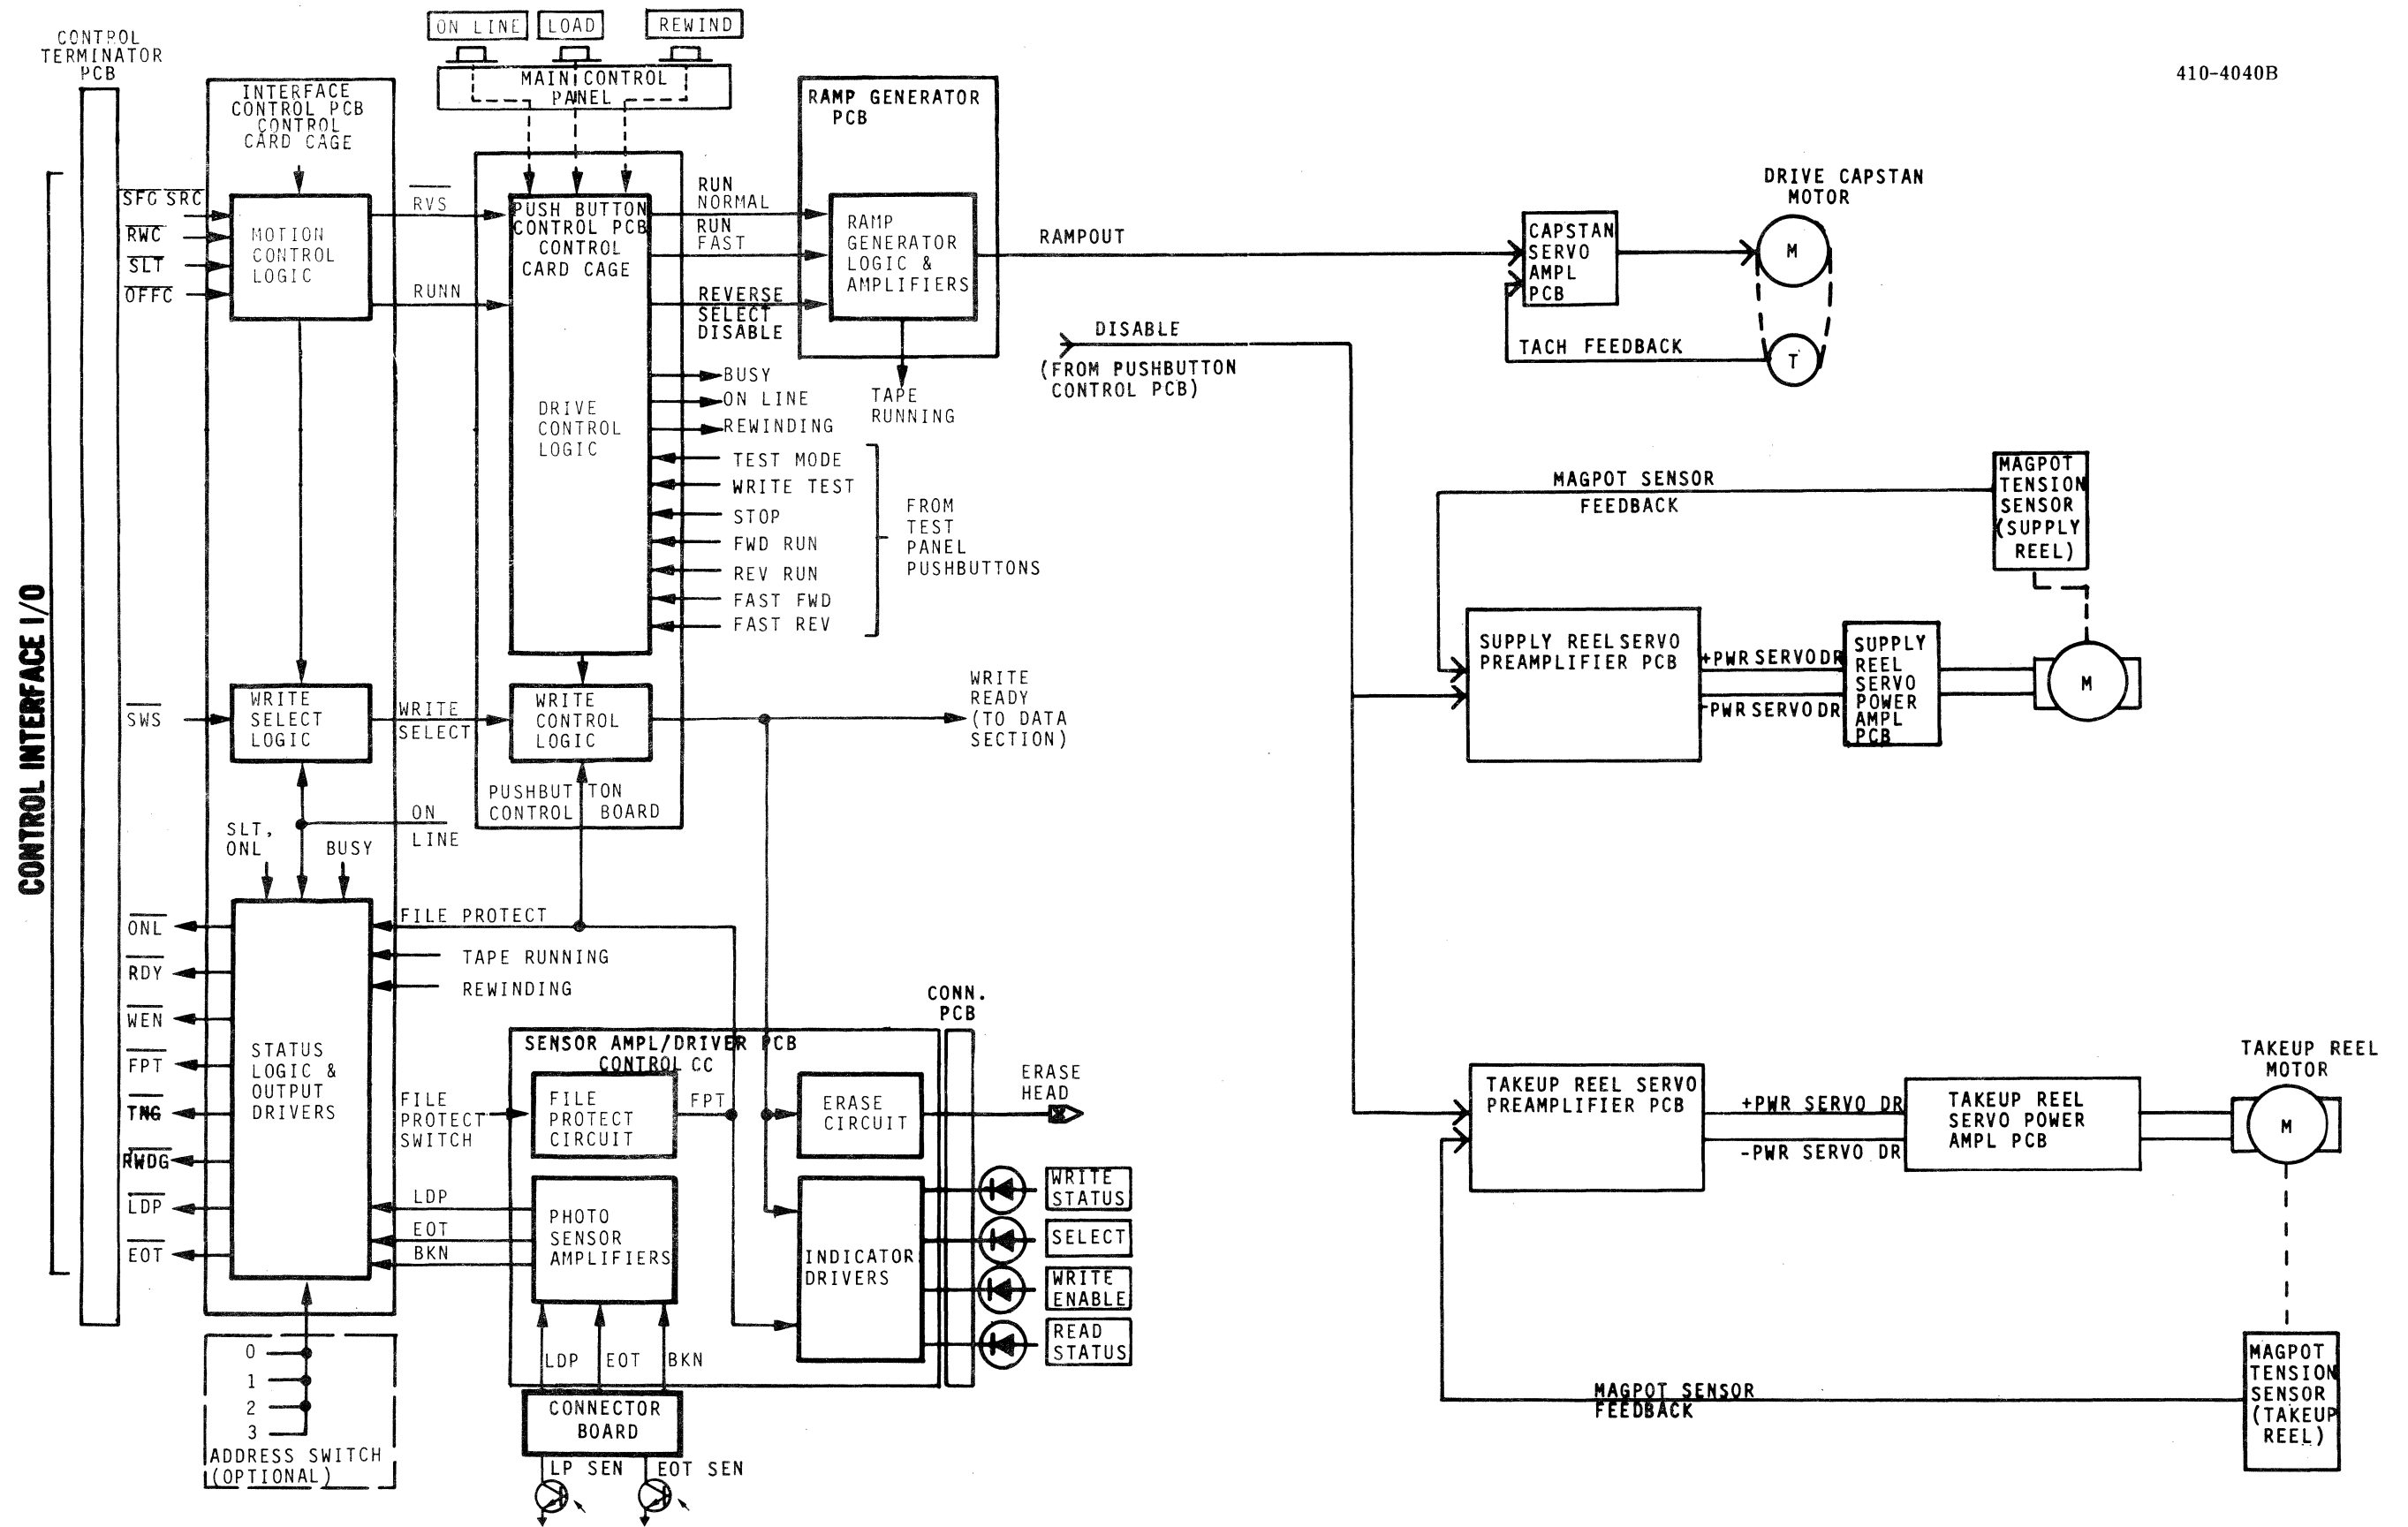 410-4040B
CONTROL
TERMINATOR
PCB
CONTROL INTERFACE I/O
INTERFACE
CONTROL PCB
CONTROL
CARD CAGE
SFC SRC
RWC
SLT
OFFC
MOTION
CONTROL
LOGIC
RVS
RUNN
ON LINE
LOAD
REWIND
MAIN CONTROL
PANEL
PUSH BUTTON
CONTROL PCB
CONTROL
CARD CAGE
DRIVE
CONTROL
LOGIC
RUN
NORMAL
RUN
FAST
REVERSE
SELECT
DISABLE
BUSY
ON LINE
REWINDING
TEST MODE
WRITE TEST
STOP
FWD RUN
REV RUN
FAST FWD
FAST REV
FROM
TEST
PANEL
PUSHBUTTONS
RAMP GENERATOR
PCB
RAMP
GENERATOR
LOGIC &
AMPLIFIERS
TAPE
RUNNING
RAMPOUT
DISABLE
(FROM PUSHBUTTON
CONTROL PCB)
CAPSTAN
SERVO
AMPL
PCB
DRIVE CAPSTAN
MOTOR
M
T
TACH FEEDBACK
MAGPOT SENSOR
FEEDBACK
MAGPOT
TENSION
SENSOR
(SUPPLY
REEL)
SUPPLY REEL SERVO
PREAMPLIFIER PCB
+PWR SERVO DR
-PWR SERVO DR
SUPPLY
REEL
SERVO
POWER
AMPL
PCB
M
SWS
WRITE
SELECT
LOGIC
WRITE
SELECT
WRITE
CONTROL
LOGIC
PUSHBUTTON
CONTROL BOARD
WRITE
READY
(TO DATA
SECTION)
ON
LINE
SLT,
ONL
BUSY
ONL
RDY
WEN
FPT
TNG
RWDG
LDP
EOT
STATUS
LOGIC &
OUTPUT
DRIVERS
FILE PROTECT
TAPE RUNNING
REWINDING
FILE
PROTECT
SWITCH
LDP
EOT
BKN
SENSOR AMPL/DRIVER PCB
CONTROL CC
FILE
PROTECT
CIRCUIT
FPT
PHOTO
SENSOR
AMPLIFIERS
ERASE
CIRCUIT
INDICATOR
DRIVERS
CONN.
PCB
ERASE
HEAD
WRITE
STATUS
SELECT
WRITE
ENABLE
READ
STATUS
LDP EOT BKN
CONNECTOR
BOARD
LP SEN EOT SEN
0
1
2
3
ADDRESS SWITCH
(OPTIONAL)
TAKEUP REEL SERVO
PREAMPLIFIER PCB
+PWR SERVO DR
-PWR SERVO DR
TAKEUP REEL
SERVO POWER
AMPL PCB
TAKEUP REEL
MOTOR
M
MAGPOT SENSOR
FEEDBACK
MAGPOT
TENSION
SENSOR
(TAKEUP
REEL)